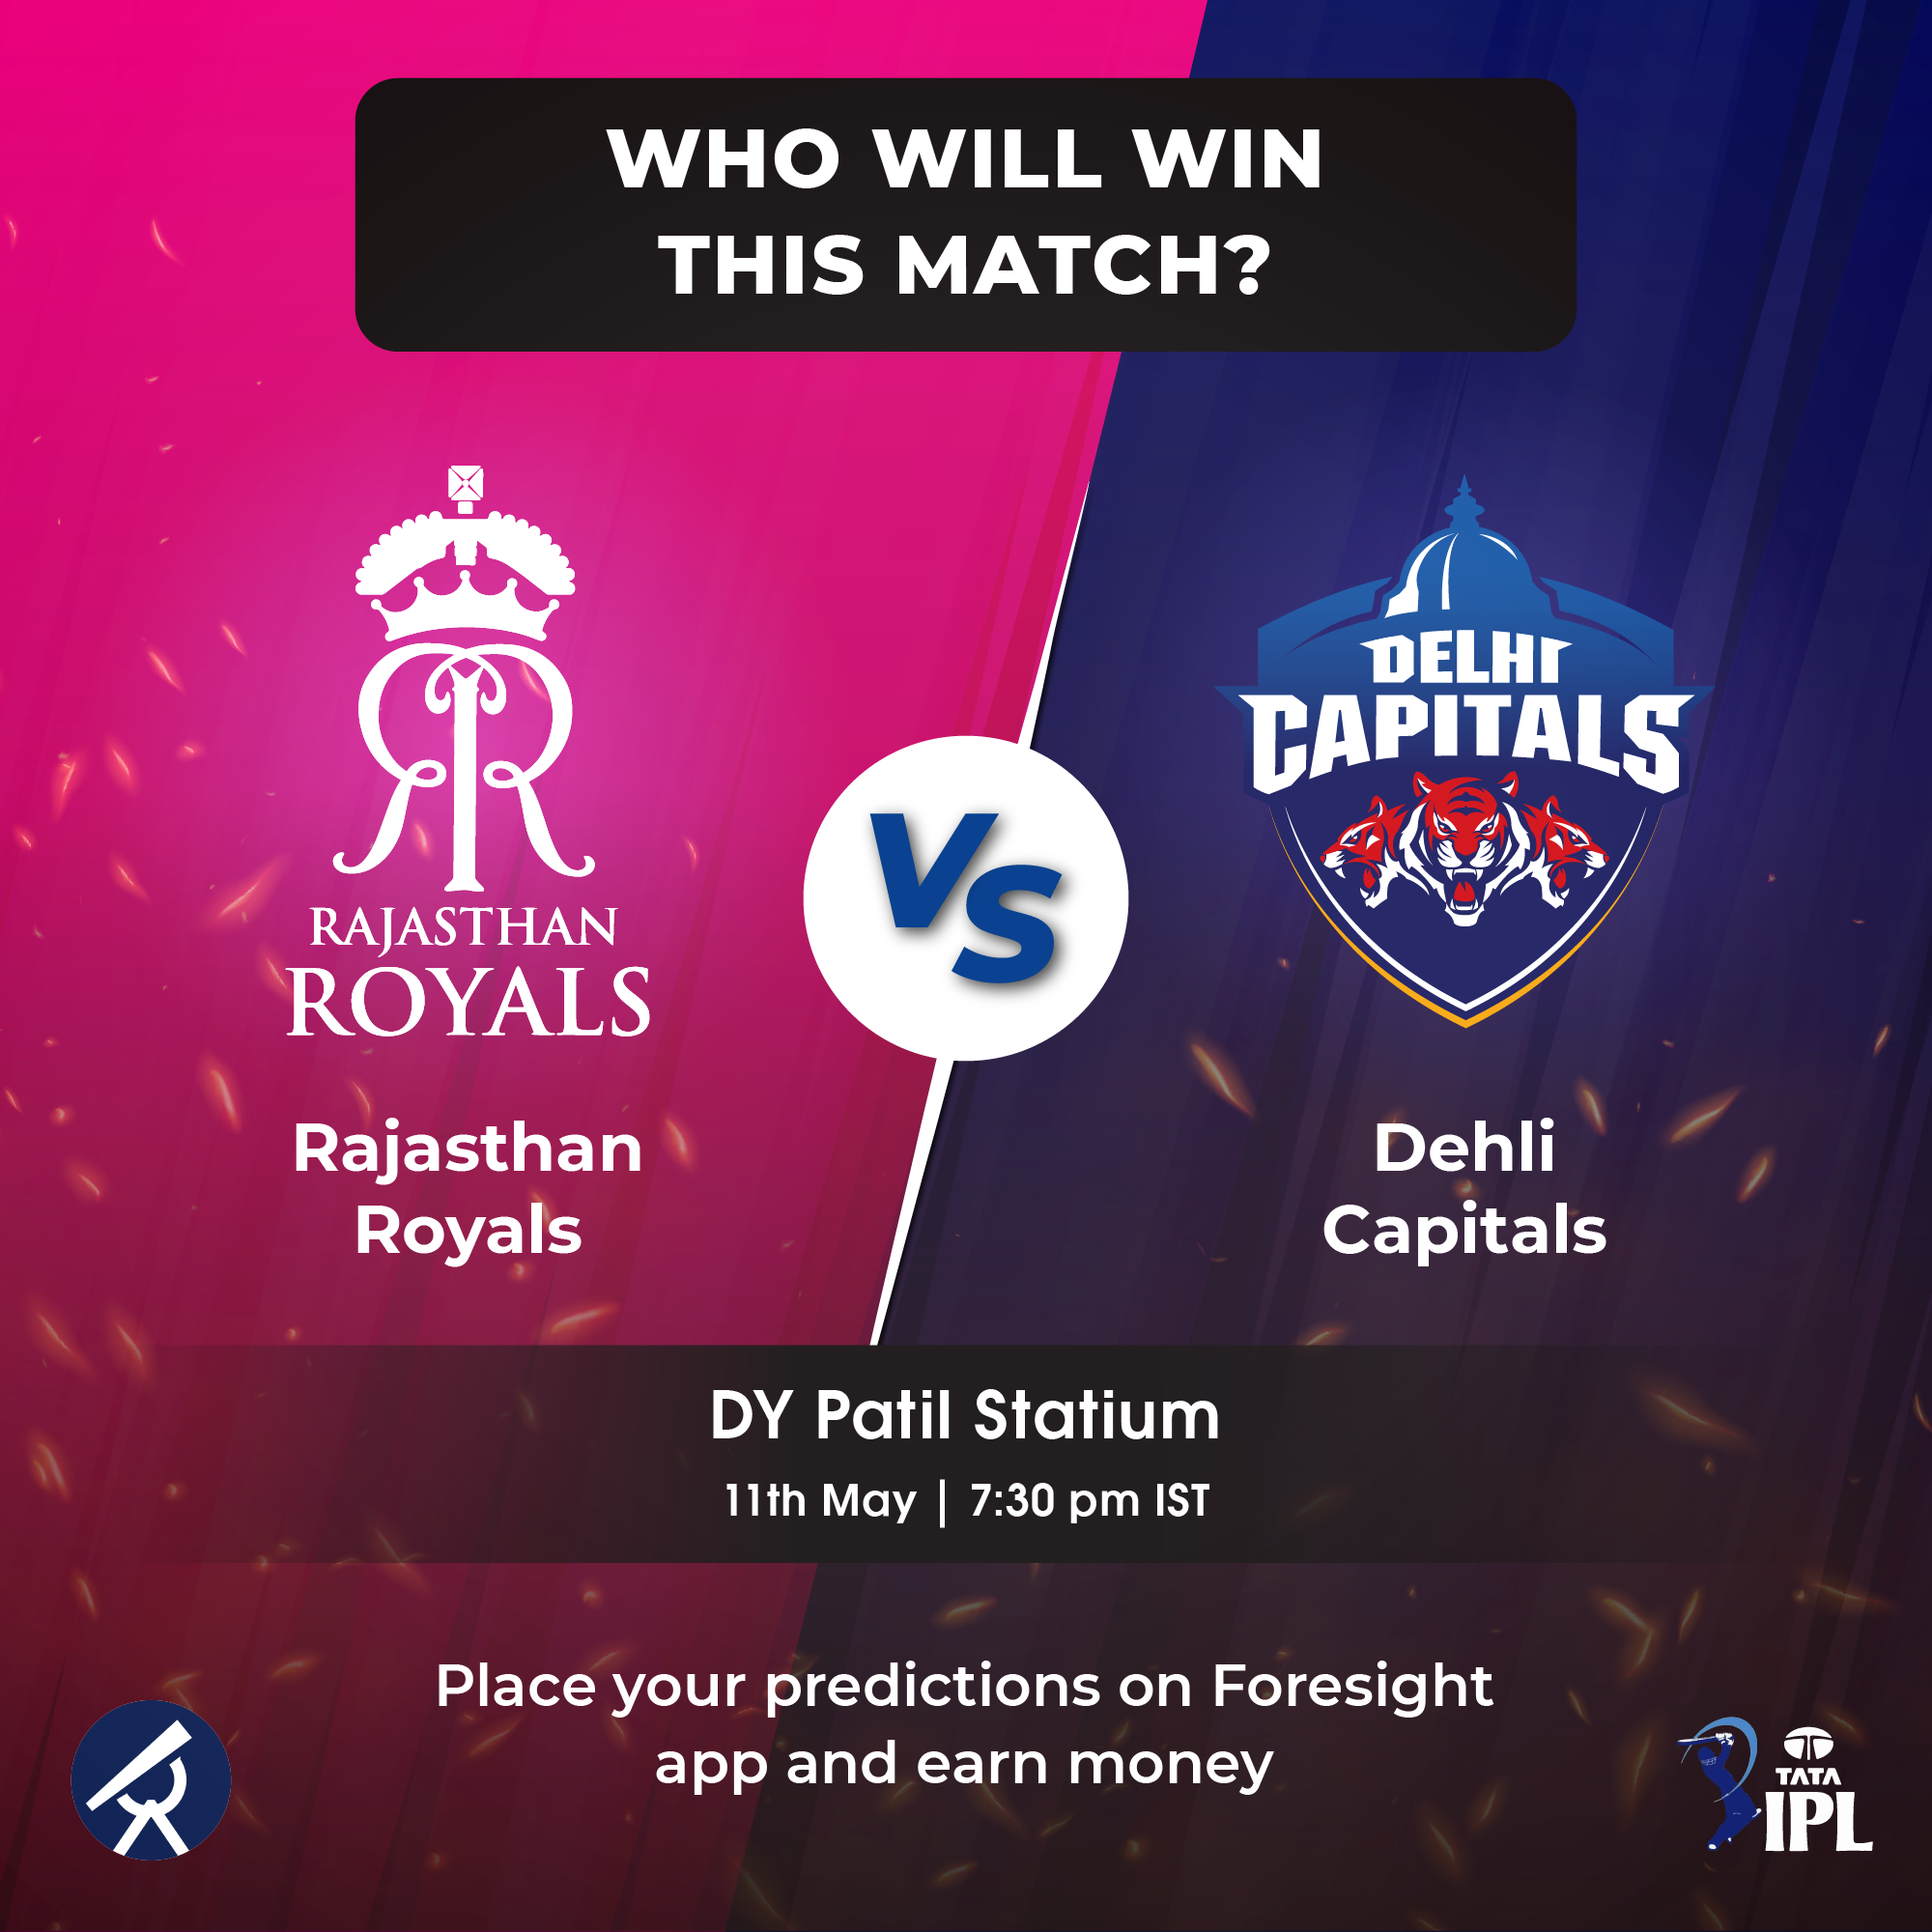 WHO WILL WIN
THIS MATCH?
RAJASTHAN
ROYALS
VS
DELHI
CAPITALS
Rajasthan
Royals
Dehli
Capitals
DY Patil Statium
11th May | 7:30 pm IST
Place your predictions on Foresight
app and earn money
TATA
IPL